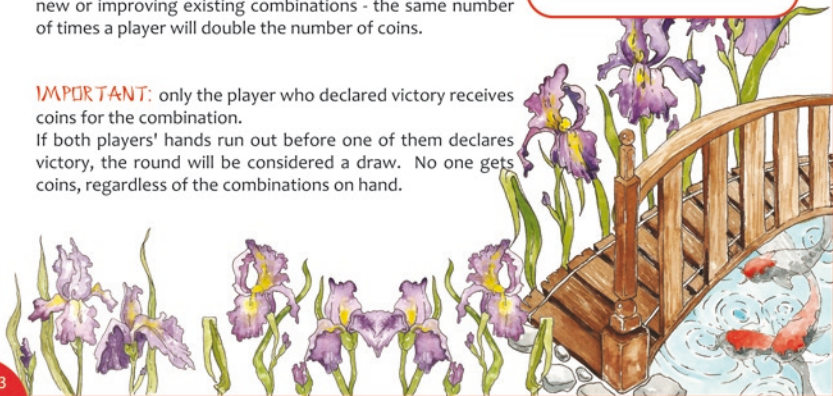 new or improving existing combinations - the same number
of times a player will double the number of coins.
IMPORTANT: only the player who declared victory receives
coins for the combination.
If both players' hands run out before one of them declares
victory, the round will be considered a draw. No one gets
coins, regardless of the combinations on hand.
3